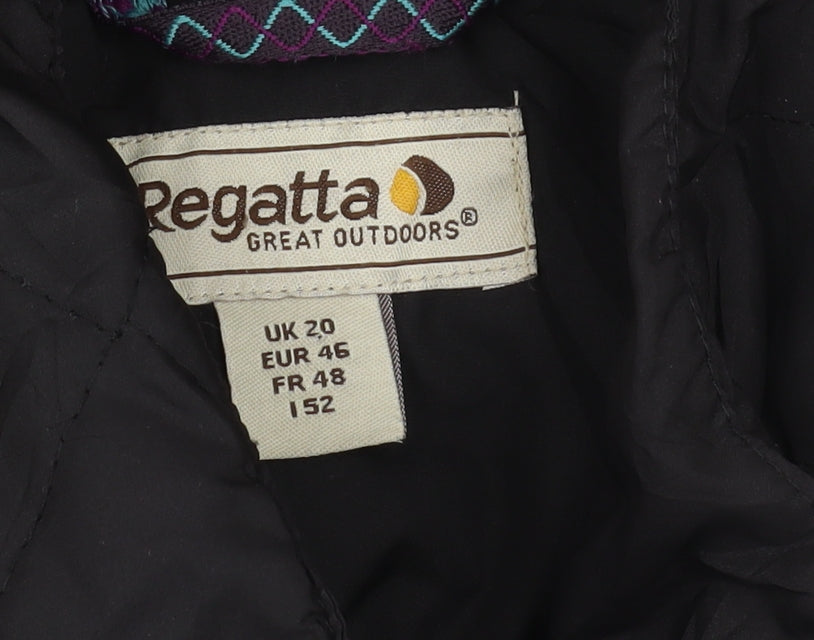 Regatta
GREAT OUTDOORS®
UK 20
EUR 46
FR 48
I 52